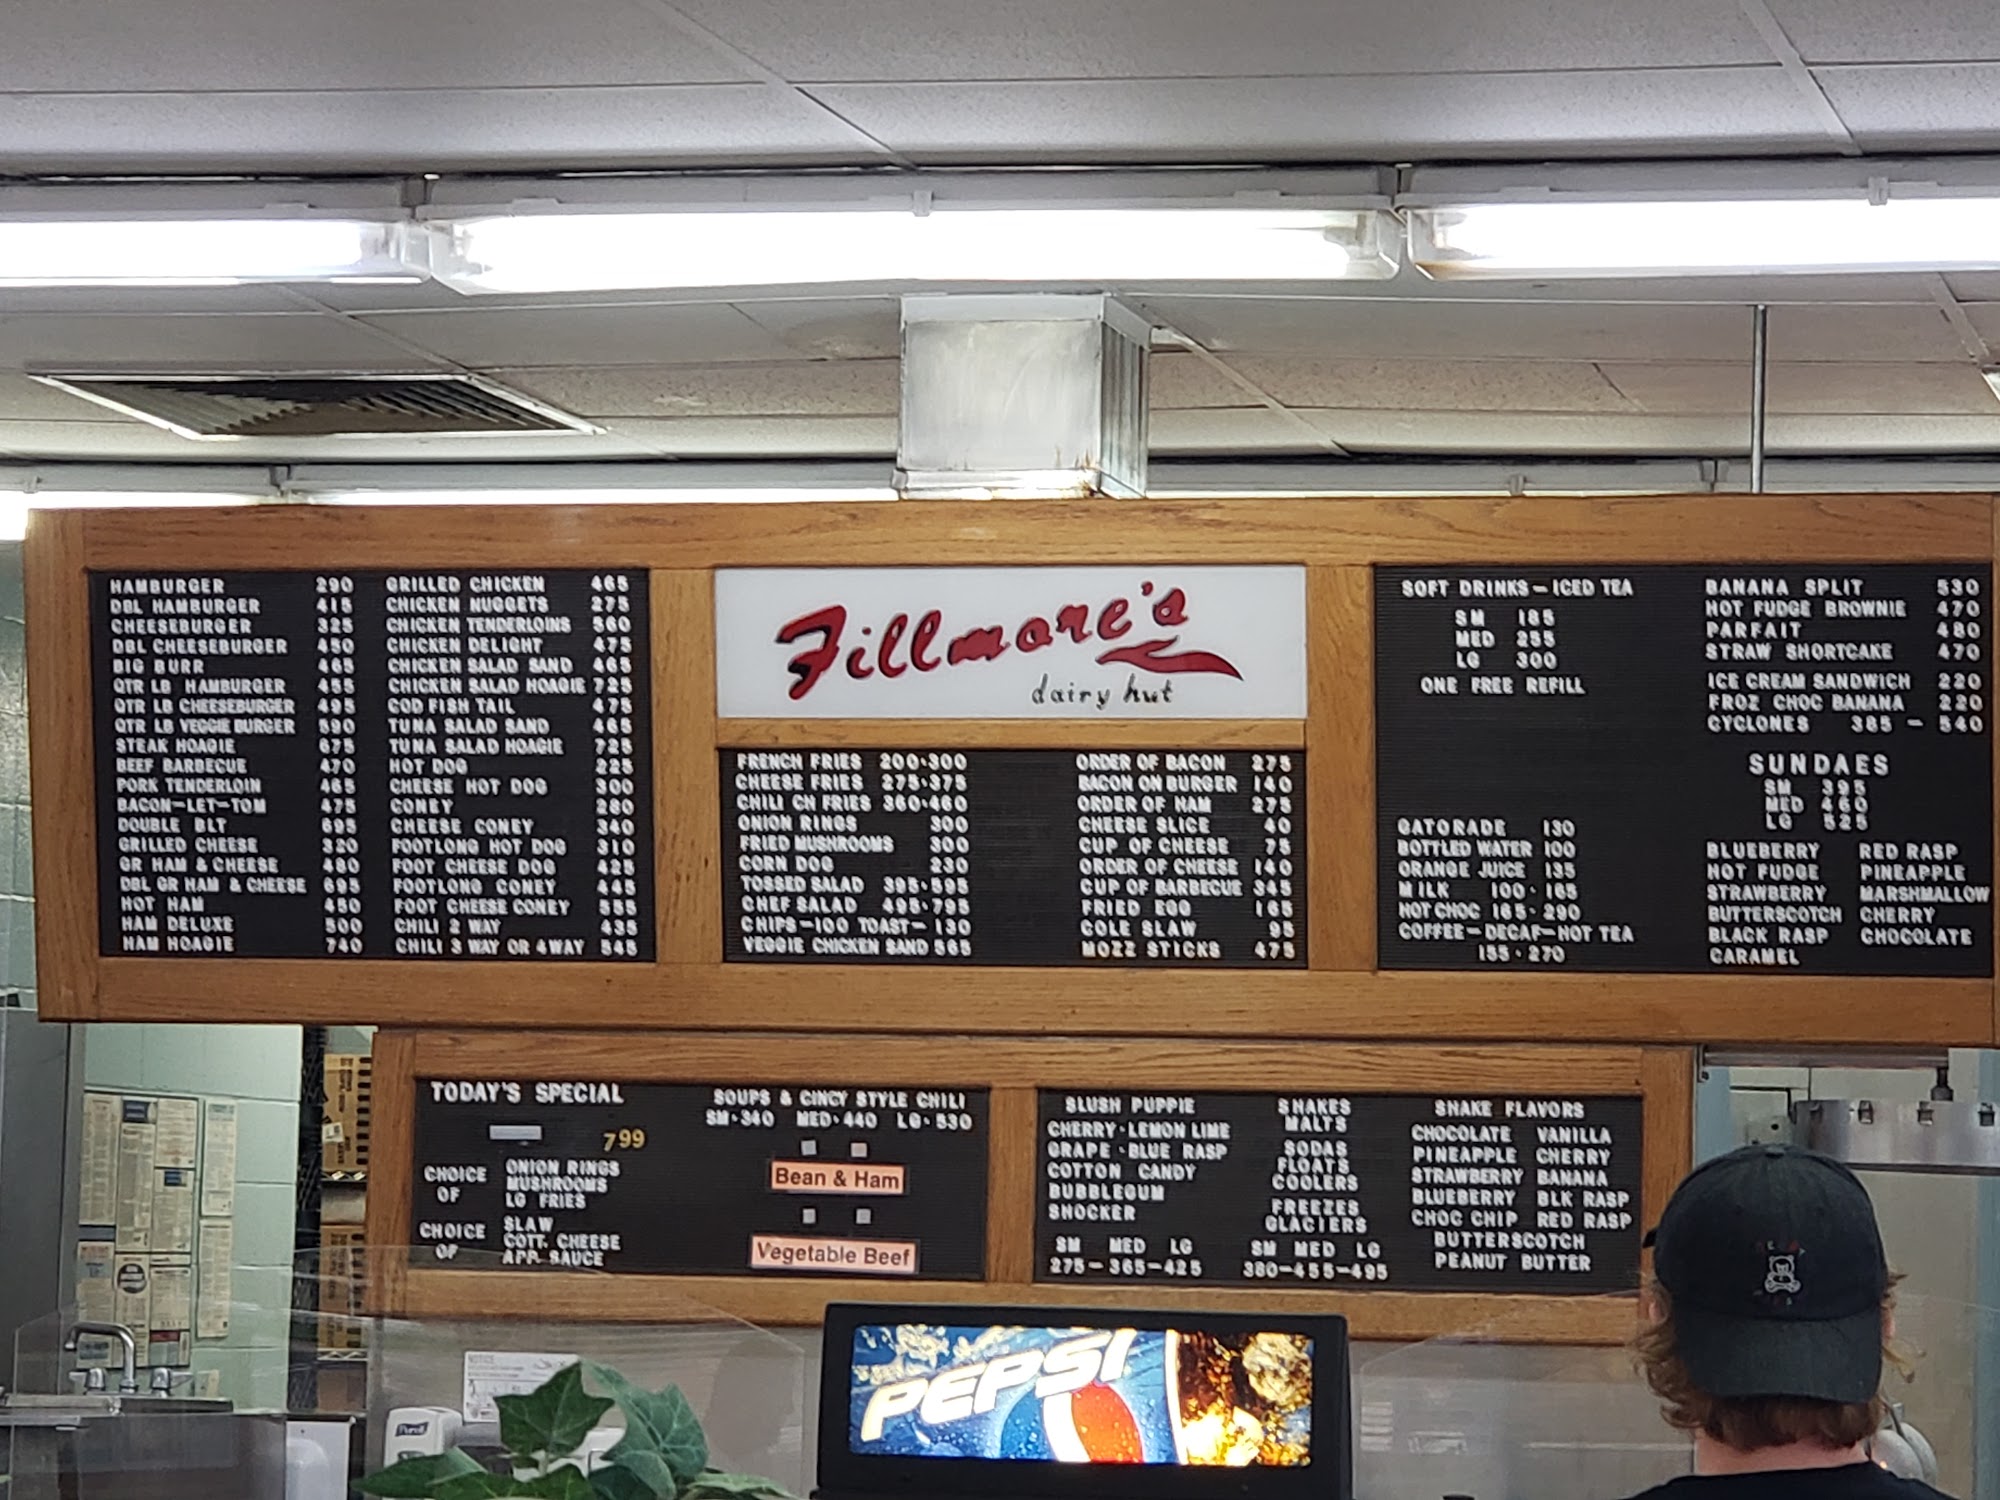 HAMBURGER 290
DBL HAMBURGER 415
CHEESEBURGER 325
DBL CHEESEBURGER 450
BIG BURR 465
QTR LB HAMBURGER 455
QTR LB CHEESEBURGER 495
QTR LB VEGGIE BURGER 590
STEAK HOAGIE 675
BEEF BARBECUE 470
PORK TENDERLOIN 465
BACON-LET-TOM 475
DOUBLE BLT 695
GRILLED CHEESE 320
GR HAM & CHEESE 480
DBL GR HAM & CHEESE 695
HOT HAM 450
HAM DELUXE 500
HAM HOAGIE 740
GRILLED CHICKEN 465
CHICKEN NUGGETS 275
CHICKEN TENDERLOINS 560
CHICKEN DELIGHT 475
CHICKEN SALAD SAND 465
CHICKEN SALAD HOAGIE 725
COD FISH TAIL 475
TUNA SALAD SAND 465
TUNA SALAD HOAGIE 725
HOT DOG 225
CHEESE HOT DOG 300
CONEY 280
CHEESE CONEY 340
FOOTLONG HOT DOG 310
FOOT CHEESE DOG 425
FOOTLONG CONEY 445
FOOT CHEESE CONEY 555
CHILI 2 WAY 435
CHILI 3 WAY OR 4WAY 545
Fillmore's
dairy hut
FRENCH FRIES 200·300
CHEESE FRIES 275·375
CHILI CH FRIES 360·460
ONION RINGS 300
FRIED MUSHROOMS 300
CORN DOG 230
TOSSED SALAD 395·595
CHEF SALAD 495·795
CHIPS-100 TOAST-130
VEGGIE CHICKEN SAND 565
ORDER OF BACON 275
BACON ON BURGER 140
ORDER OF HAM 275
CHEESE SLICE 40
CUP OF CHEESE 75
ORDER OF CHEESE 140
CUP OF BARBECUE 345
FRIED EGG 165
COLE SLAW 95
MOZZ STICKS 475
SOFT DRINKS-ICED TEA
SM 185
MED 255
LG 300
ONE FREE REFILL
GATORADE 130
BOTTLED WATER 100
ORANGE JUICE 135
MILK 100·165
HOT CHOC 165·290
COFFEE-DECAF-HOT TEA
155·270
BANANA SPLIT 530
HOT FUDGE BROWNIE 470
PARFAIT 480
STRAW SHORTCAKE 470
ICE CREAM SANDWICH 220
FROZ CHOC BANANA 220
CYCLONES 385 - 540
SUNDAES
SM 395
MED 460
LG 525
BLUEBERRY RED RASP
HOT FUDGE PINEAPPLE
STRAWBERRY MARSHMALLOW
BUTTERSCOTCH CHERRY
BLACK RASP CHOCOLATE
CARAMEL
TODAY'S SPECIAL
799
CHOICE OF
ONION RINGS
MUSHROOMS
LG FRIES
CHOICE OF
SLAW
COTT. CHEESE
APP. SAUCE
SOUPS & CINCY STYLE CHILI
SM·340 MED·440 LG·530
Bean & Ham
Vegetable Beef
SLUSH PUPPIE
CHERRY·LEMON LIME
GRAPE·BLUE RASP
COTTON CANDY
BUBBLEGUM
SHOCKER
SM MED LG
275-365-425
SHAKES
MALTS
SODAS
FLOATS
COOLERS
FREEZES
GLACIERS
SM MED LG
380-455-495
SHAKE FLAVORS
CHOCOLATE VANILLA
PINEAPPLE CHERRY
STRAWBERRY BANANA
BLUEBERRY BLK RASP
CHOC CHIP RED RASP
BUTTERSCOTCH
PEANUT BUTTER
NOTICE
Purell
PEPSI